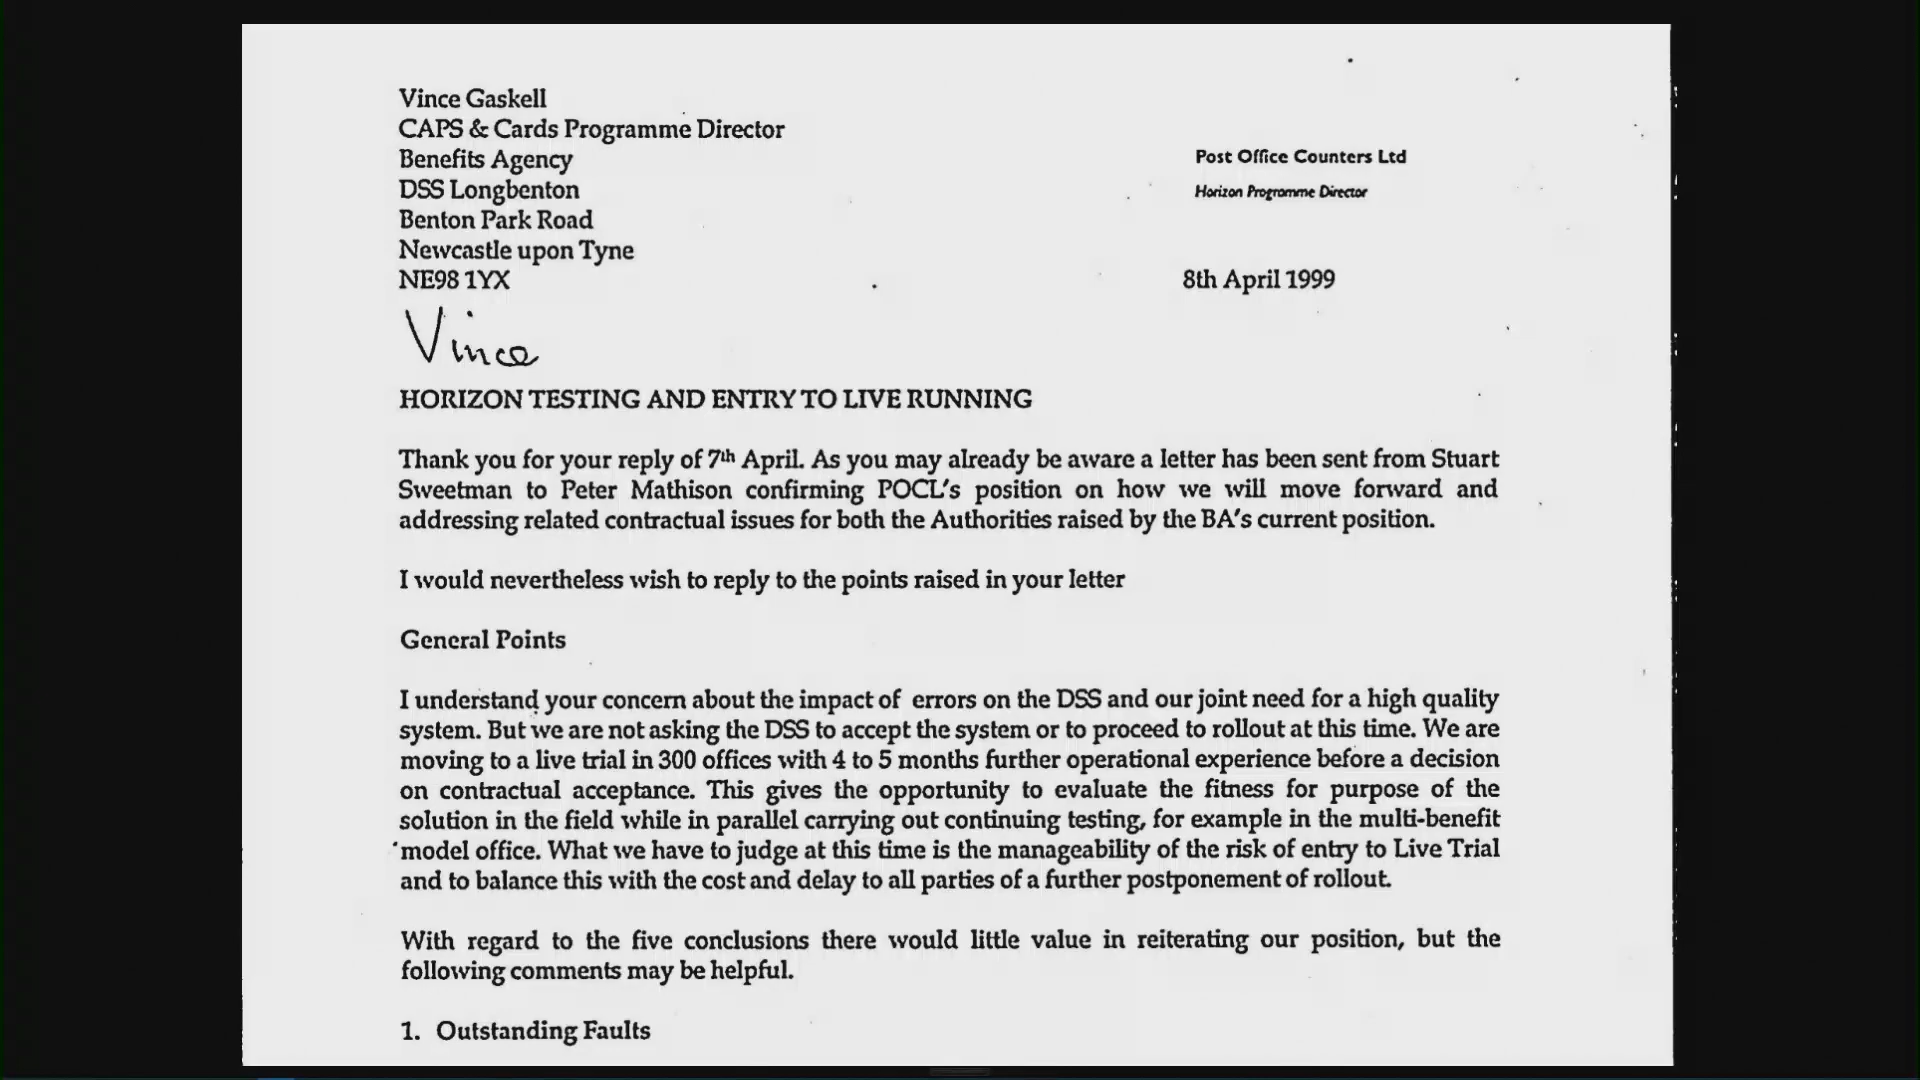 Vince Gaskell
CAPS & Cards Programme Director
Benefits Agency
DSS Longbenton
Benton Park Road
Newcastle upon Tyne
NE98 1YX
Post Office Counters Ltd
Horizon Programme Director
8th April 1999
Vince
HORIZON TESTING AND ENTRY TO LIVE RUNNING
Thank you for your reply of 7th April. As you may already be aware a letter has been sent from Stuart
Sweetman to Peter Mathison confirming POCL's position on how we will move forward and
addressing related contractual issues for both the Authorities raised by the BA's current position.
I would nevertheless wish to reply to the points raised in your letter
General Points
I understand your concern about the impact of errors on the DSS and our joint need for a high quality
system. But we are not asking the DSS to accept the system or to proceed to rollout at this time. We are
moving to a live trial in 300 offices with 4 to 5 months further operational experience before a decision
on contractual acceptance. This gives the opportunity to evaluate the fitness for purpose of the
solution in the field while in parallel carrying out continuing testing, for example in the multi-benefit
model office. What we have to judge at this time is the manageability of the risk of entry to Live Trial
and to balance this with the cost and delay to all parties of a further postponement of rollout.
With regard to the five conclusions there would little value in reiterating our position, but the
following comments may be helpful.
1. Outstanding Faults